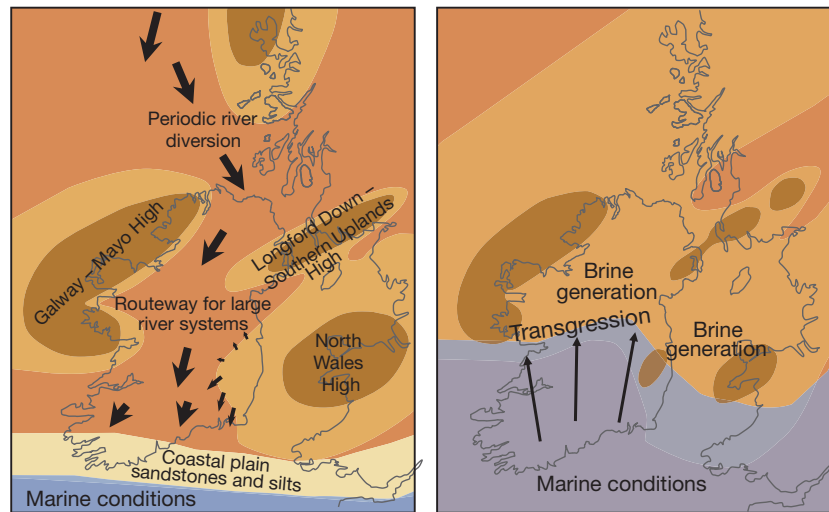 Periodic river
diversion
Galway – Mayo High
Longford Down –
Southern Uplands
High
Routeway for large
river systems
North
Wales
High
Coastal plain
sandstones and silts
Marine conditions
Brine
generation
Transgression
Brine
generation
Marine conditions